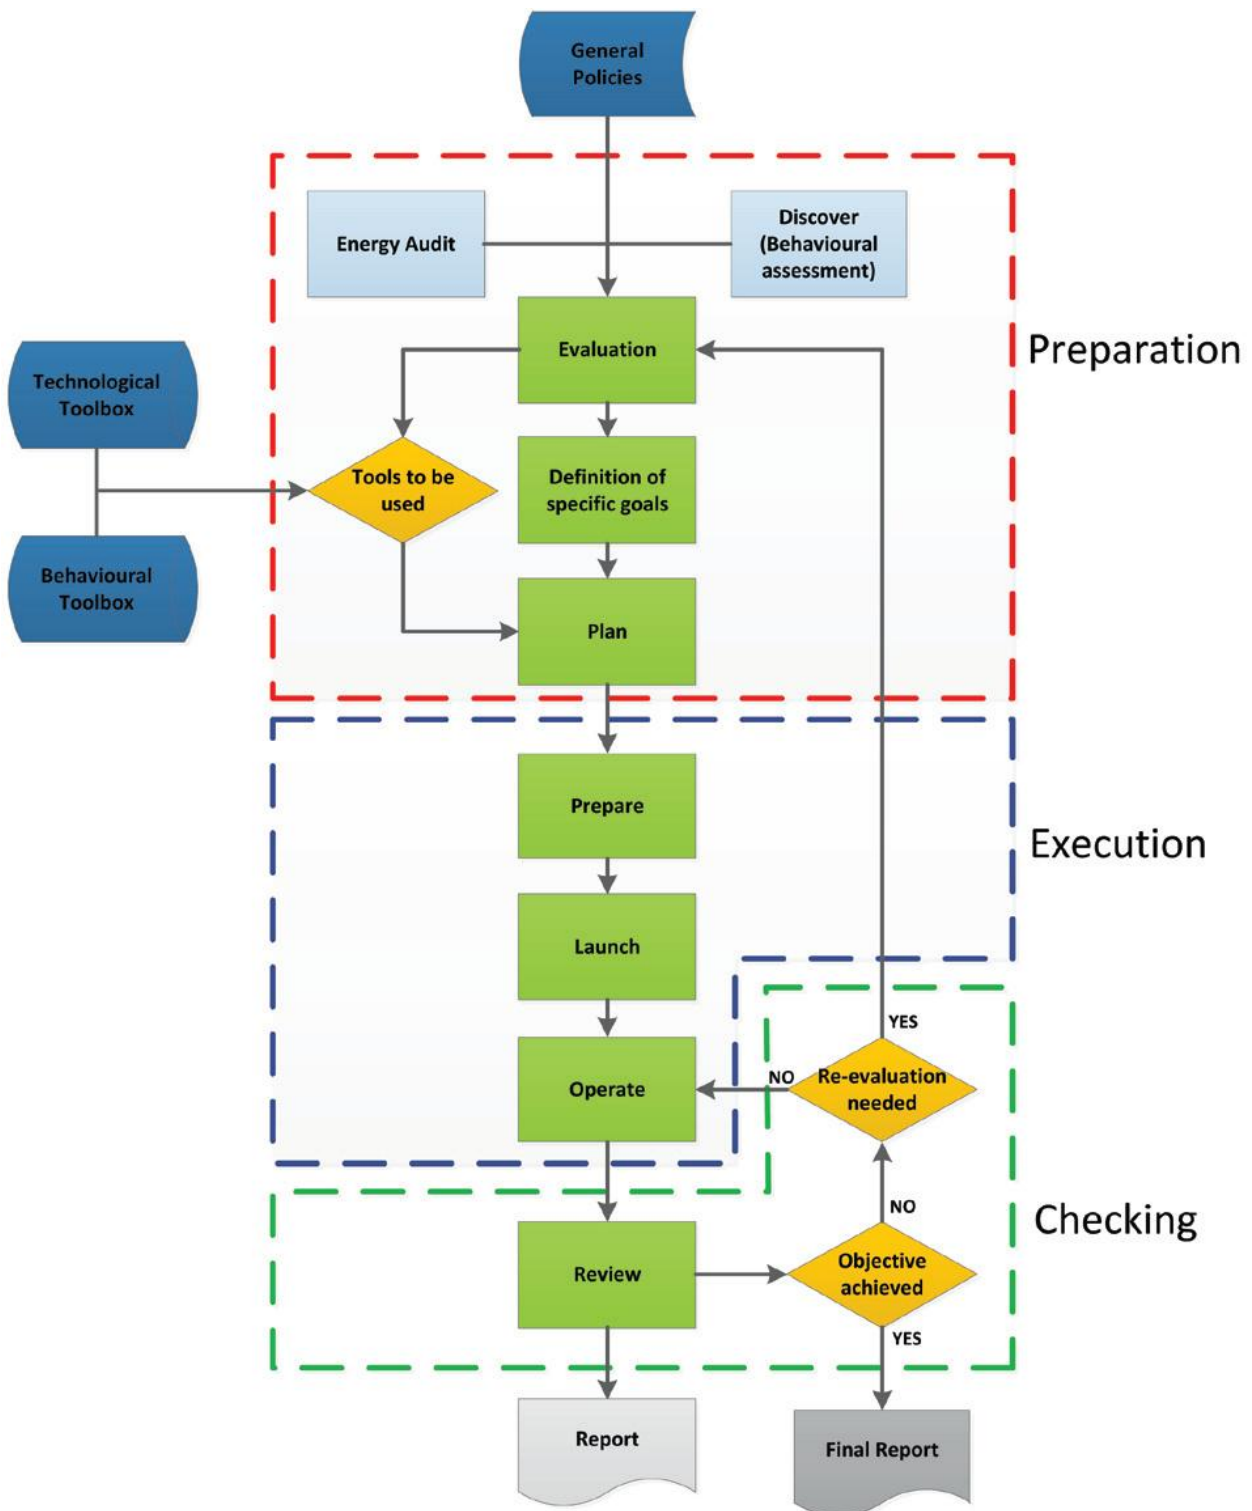 General
Policies
Energy Audit
Discover
(Behavioural
assessment)
Evaluation
Preparation
Technological
Toolbox
Tools to be
used
Definition of
specific goals
Behavioural
Toolbox
Plan
Prepare
Execution
Launch
YES
NO
Re-evaluation
needed
Operate
NO
Checking
Review
Objective
achieved
YES
Report
Final Report